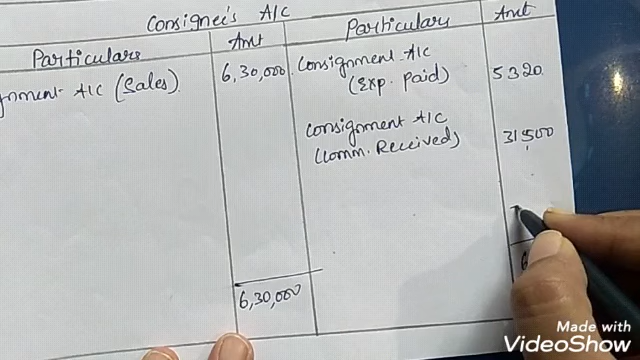 Consignee's A/C
Particulars Amt Particulars Amt
A/C (Sales) 6,30,000 Consignment A/C
(Exp. paid) 5320
Consignment A/C
(Comm. Received) 31,500
6,30,000
Made with
VideoShow